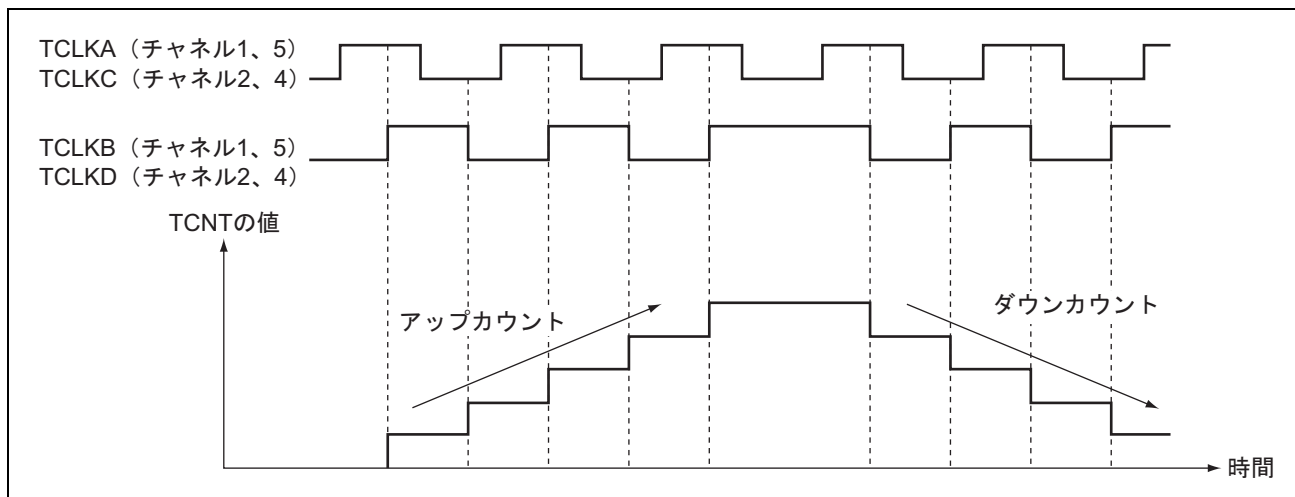 TCLKA（チャネル1、5）
TCLKC（チャネル2、4）
TCLKB（チャネル1、5）
TCLKD（チャネル2、4）
TCNTの値
アップカウント
ダウンカウント
時間